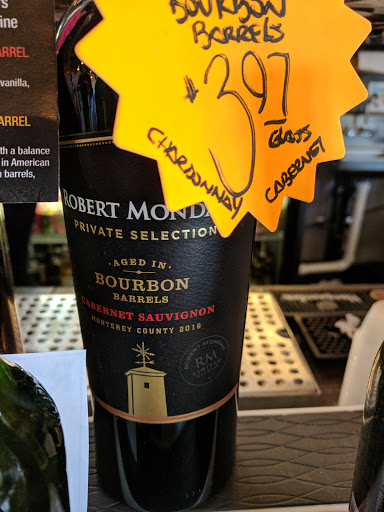 BOURBON
BARRELS
$3.97
GLASS
CHARDONNAY
CABERNET
ine
ARREL
vanilla,
ARREL
th a balance
in American
barrels,
ROBERT MONDA
PRIVATE SELECTION
·AGED IN·
BOURBON
BARRELS
CABERNET SAUVIGNON
MONTEREY COUNTY 2016
RM